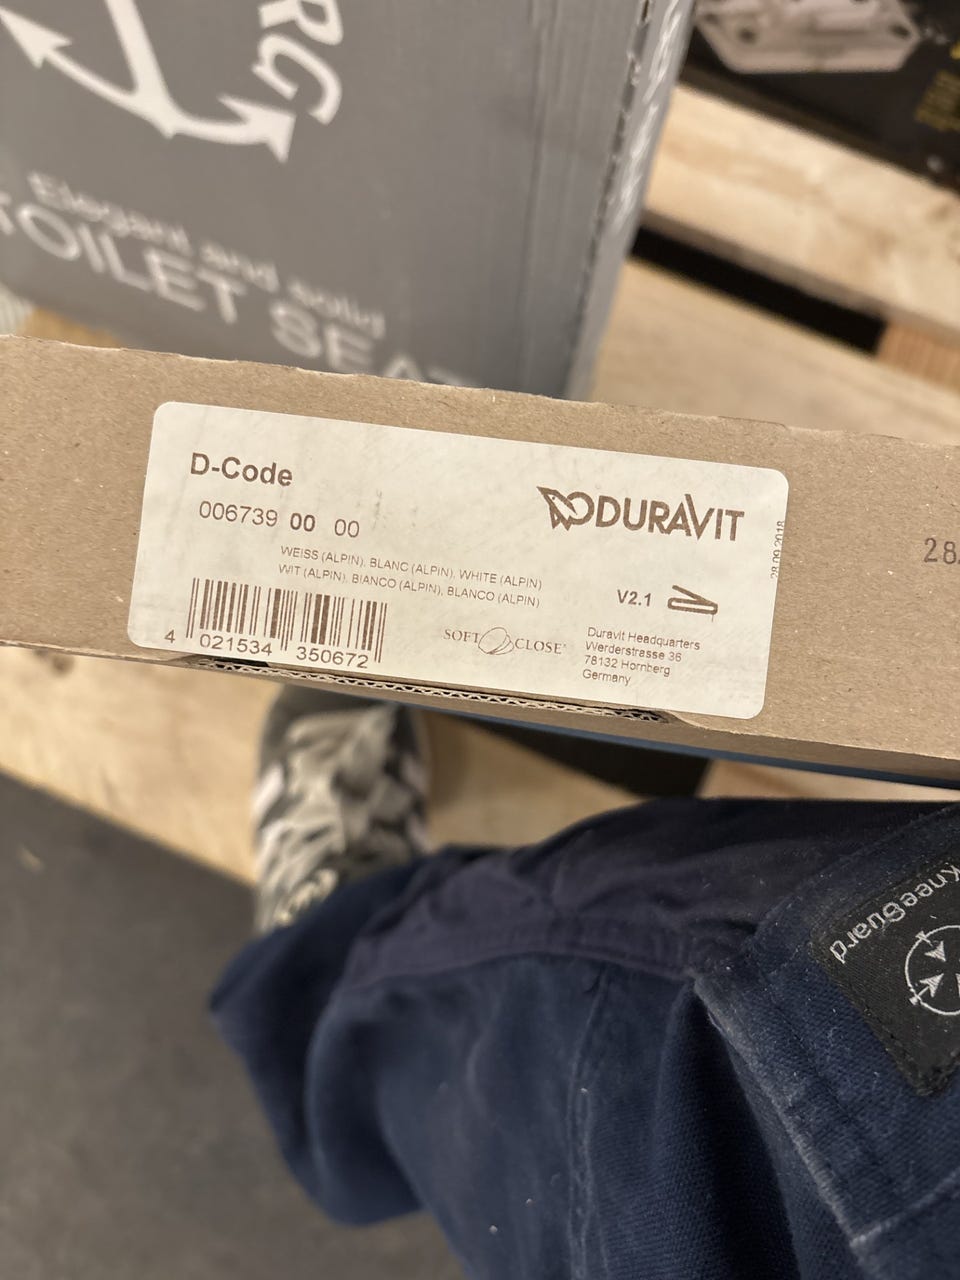 RG
Elegant and solid
TOILET SEAT
D-Code
006739 00 00
DURAVIT
WEISS (ALPIN), BLANC (ALPIN), WHITE (ALPIN)
WIT (ALPIN), BIANCO (ALPIN), BLANCO (ALPIN)
V2.1
28.09.2018
28
4 021534 350672
SOFT CLOSE
Duravit Headquarters
Werderstrasse 36
78132 Hornberg
Germany
KneeGuard